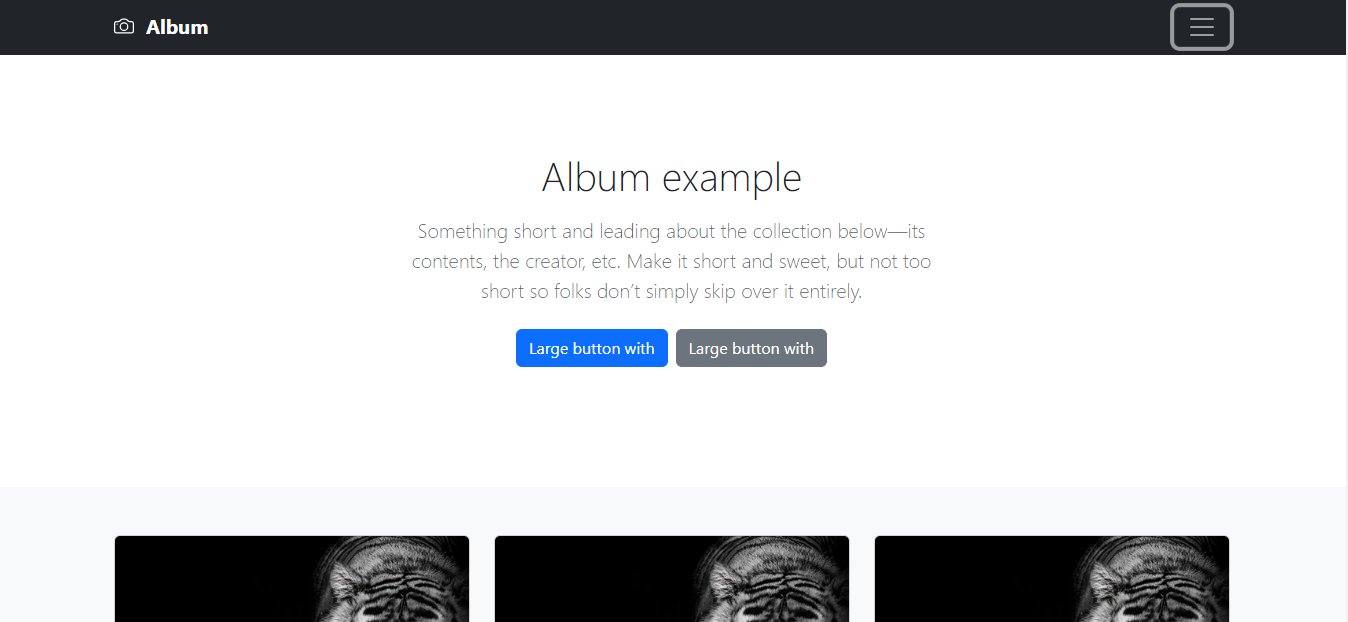 Album
Album example
Something short and leading about the collection below—its
contents, the creator, etc. Make it short and sweet, but not too
short so folks don’t simply skip over it entirely.
Large button with
Large button with